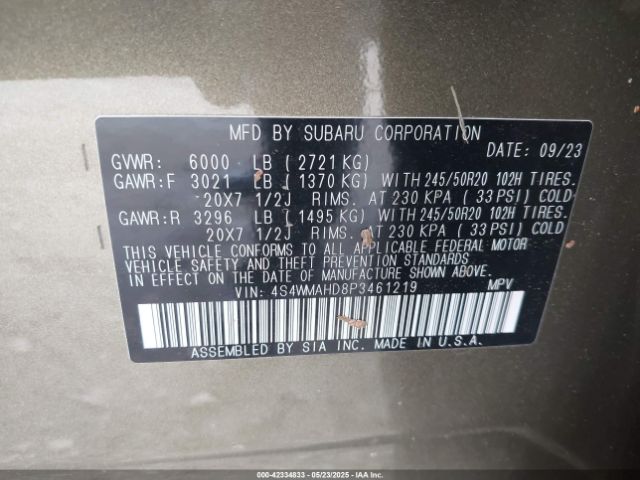 MFD BY SUBARU CORPORATION
DATE: 09/23
GVWR: 6000 LB (2721 KG)
GAWR:F 3021 LB (1370 KG) WITH 245/50R20 102H TIRES.
20X7 1/2J RIMS. AT 230 KPA (33 PSI) COLD
GAWR:R 3296 LB (1495 KG) WITH 245/50R20 102H TIRES.
20X7 1/2J RIMS. AT 230 KPA (33 PSI) COLD
THIS VEHICLE CONFORMS TO ALL APPLICABLE FEDERAL MOTOR
VEHICLE SAFETY AND THEFT PREVENTION STANDARDS
IN EFFECT ON THE DATE OF MANUFACTURE SHOWN ABOVE.
VIN: 4S4WMAHD8P3461219 MPV
ASSEMBLED BY SIA INC. MADE IN U.S.A.
000-42334833 - 05/23/2025 - IAAI.COM